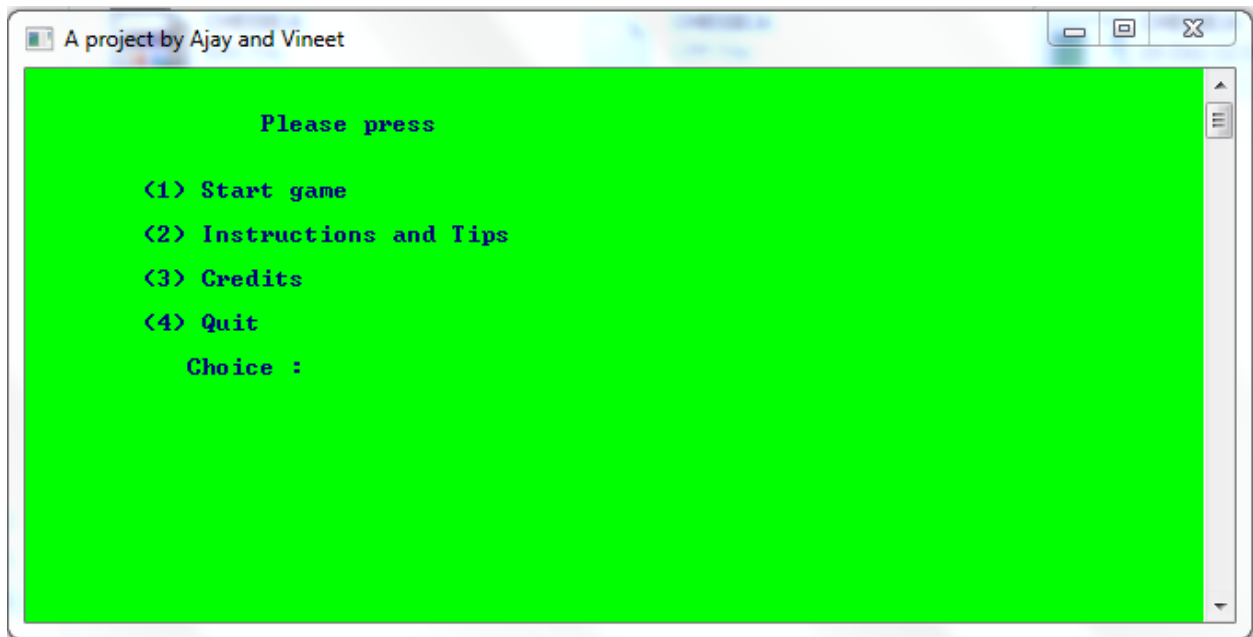 A project by Ajay and Vineet
Please press
(1) Start game
(2) Instructions and Tips
(3) Credits
(4) Quit
Choice :